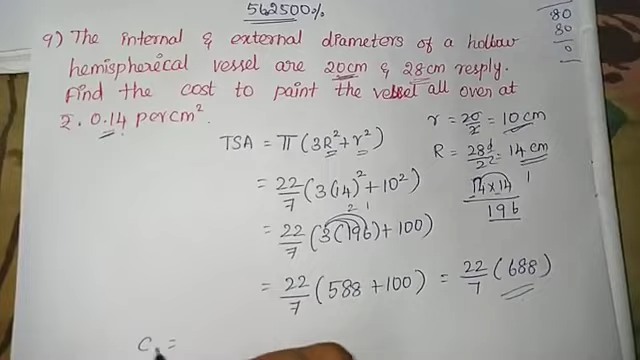 562500%
80
80
0
9) The internal & external diameters of a hollow
hemispherical vessel are 20cm & 28cm resply.
Find the cost to paint the vessel all over at
₹. 0.14 per cm²
r = 20/2 = 10 cm
R = 28/2 = 14 cm
14x14
196
TSA = π(3R²+r²)
= 22/7 (3(14)²+10²)
= 22/7 (3(196)+100)
= 22/7 (588+100) = 22/7 (688)
C =